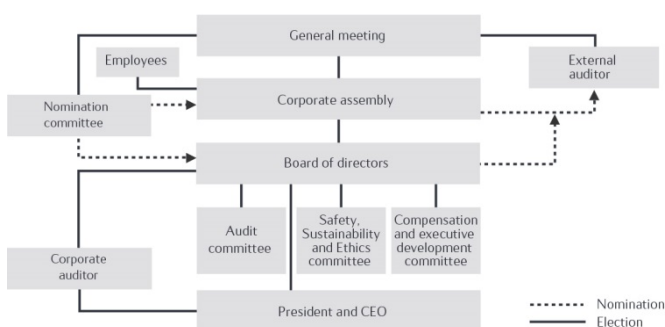 General meeting
Employees
External
auditor
Nomination
committee
Corporate assembly
Board of directors
Audit
committee
Safety,
Sustainability
and Ethics
committee
Compensation
and executive
development
committee
Corporate
auditor
President and CEO
Nomination
Election